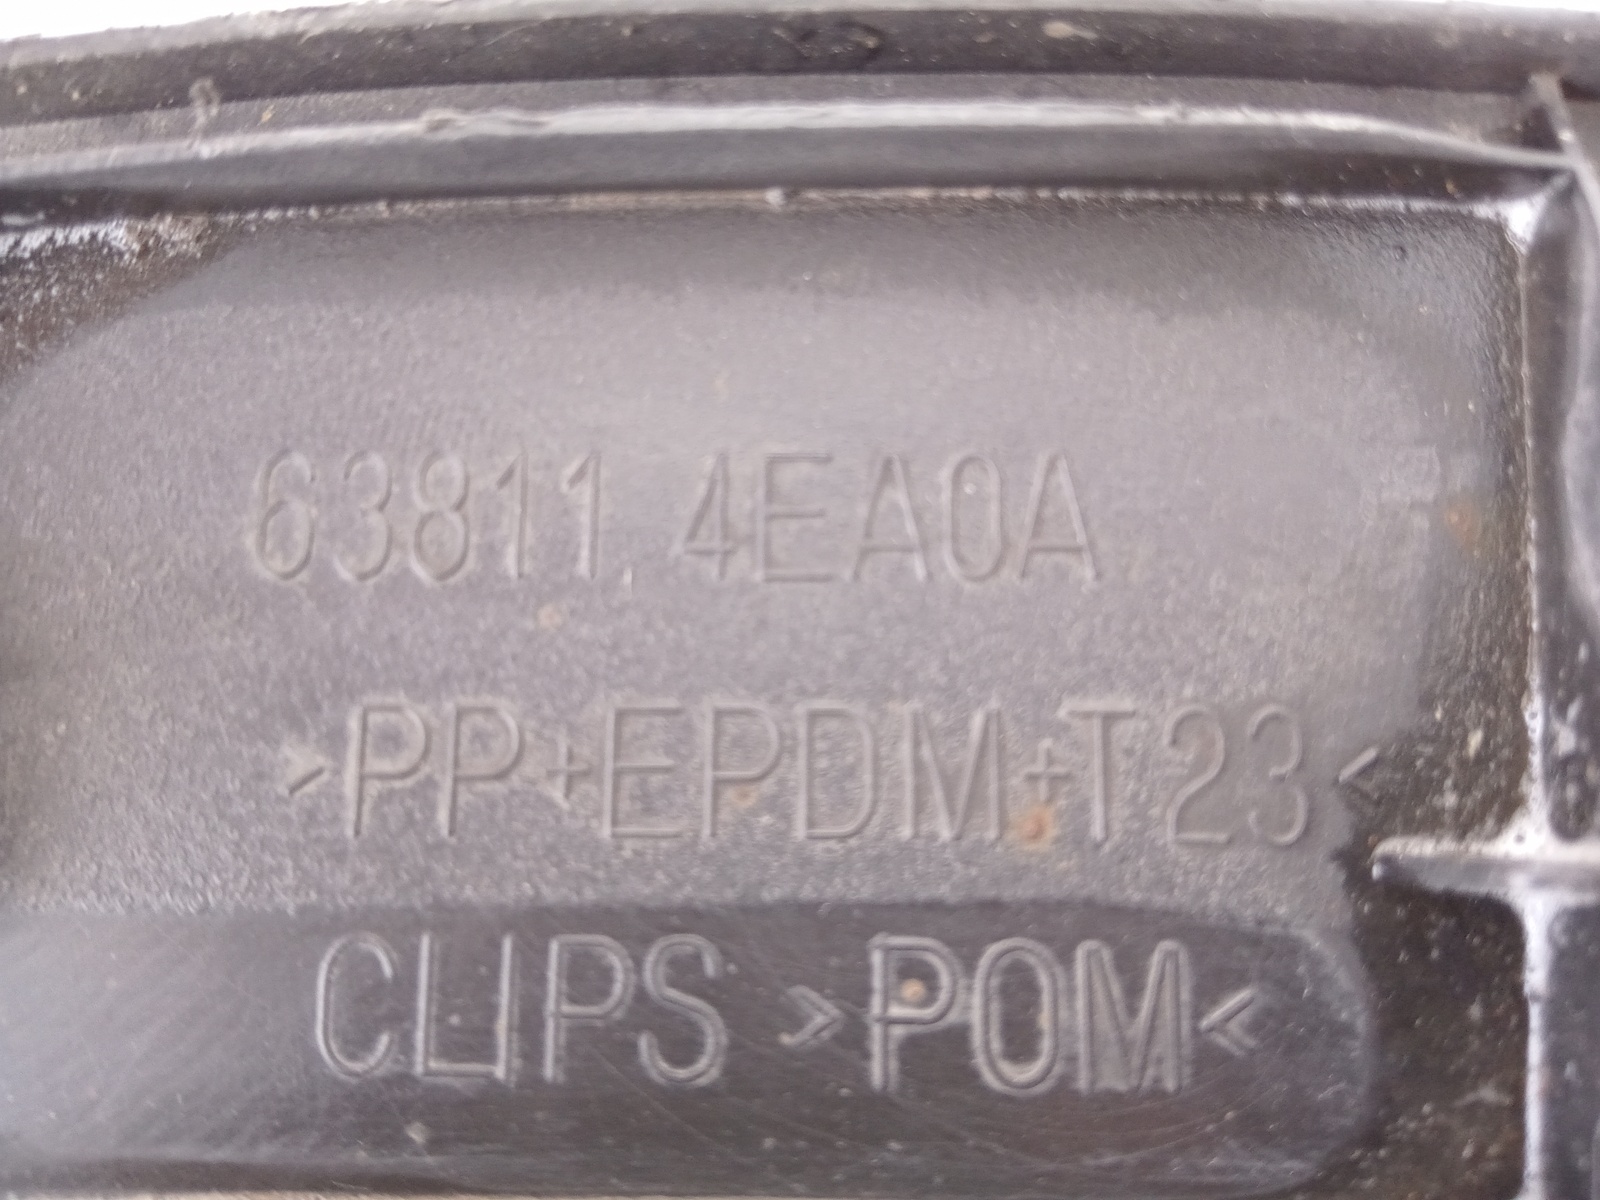 63811 4EA0A
>PP+EPDM+T23<
CLIPS >POM<